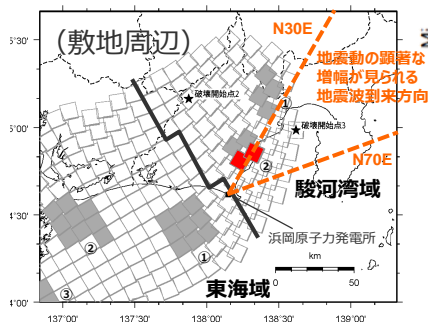 （敷地周辺）
N30E
地震動の顕著な
増幅が見られる
地震波到来方向
35°30'
破壊開始点2
①
破壊開始点3
35°00'
②
N70E
駿河湾域
浜岡原子力発電所
34°30'
②
①
km
0 50
東海域
③
34°00'
137°00' 137°30' 138°00' 138°30' 139°00'